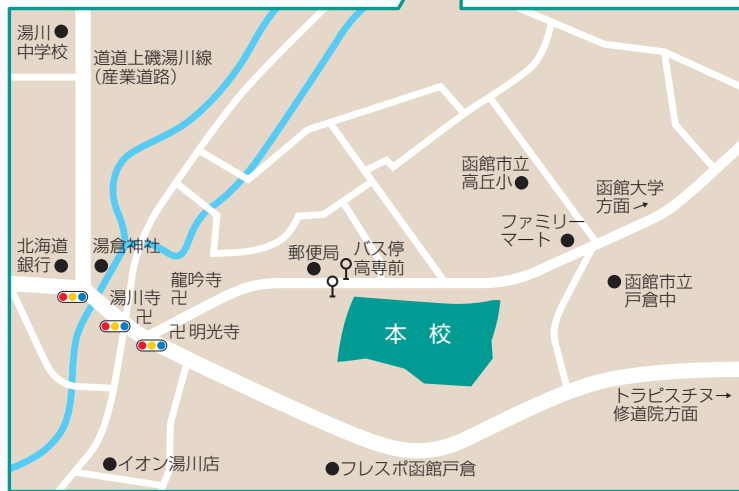 湯川
中学校
道道上磯湯川線
(産業道路)
函館市立
高丘小
函館大学
方面→
ファミリー
マート
北海道
銀行
湯倉神社
郵便局
バス停
高専前
龍吟寺
卍
湯川寺
卍
卍明光寺
函館市立
戸倉中
本校
トラピスチヌ→
修道院方面
イオン湯川店
フレスポ函館戸倉